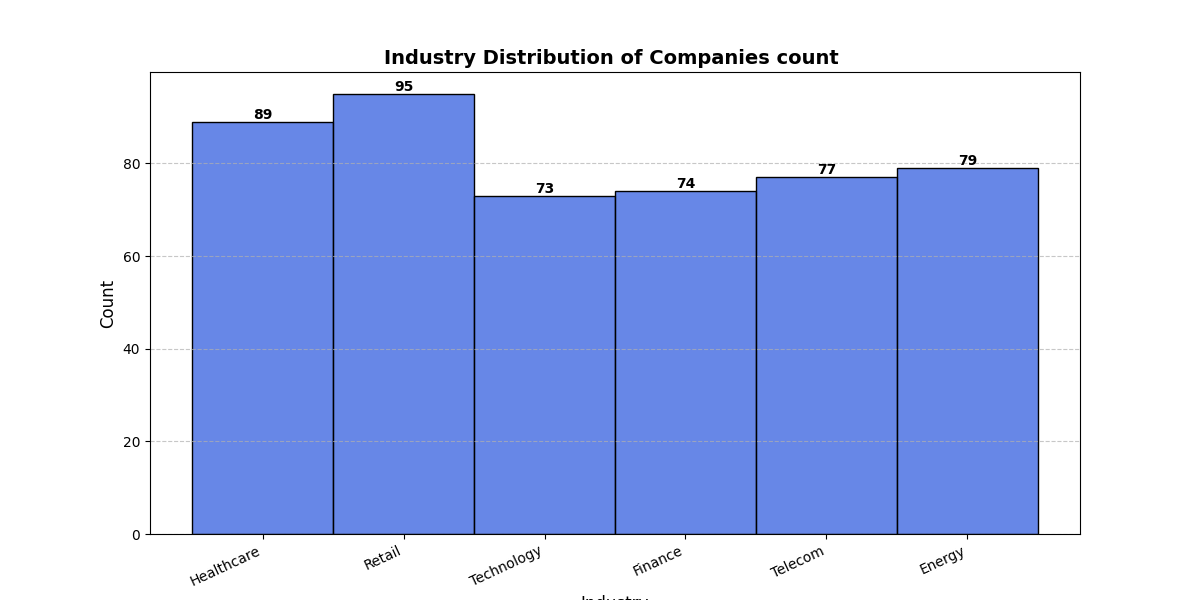 Industry Distribution of Companies count
95
89
79
77
74
73
80
60
40
20
0
Count
Healthcare
Retail
Technology
Finance
Telecom
Energy
Industry